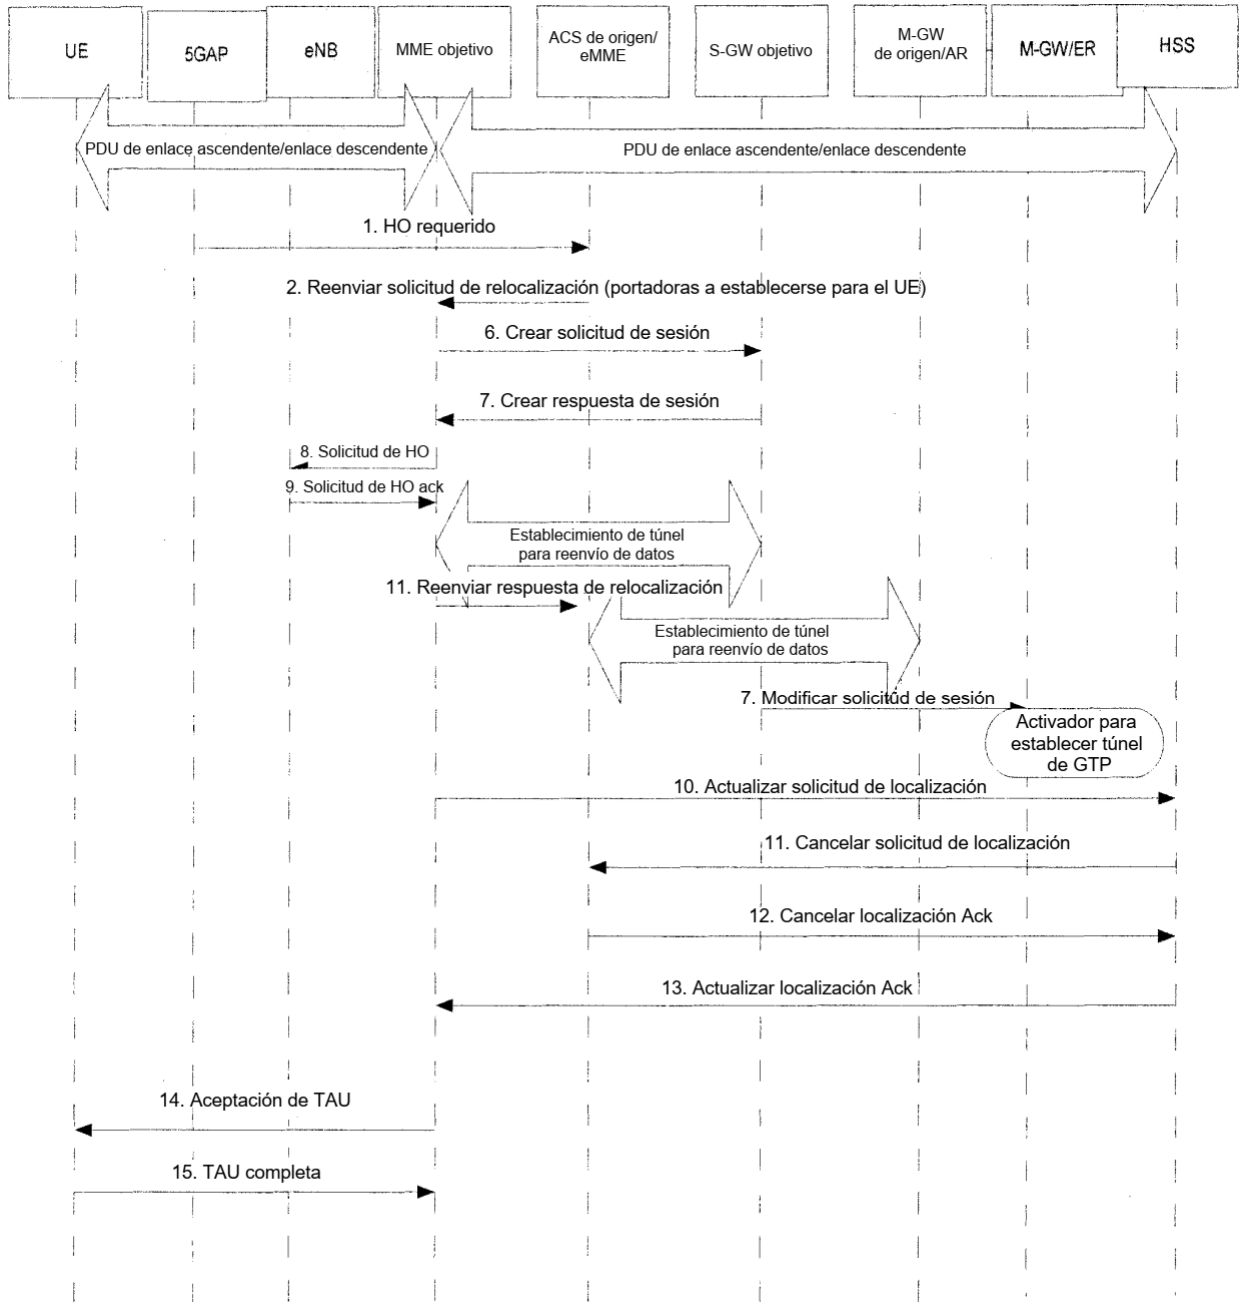 UE
5GAP
eNB
MME objetivo
ACS de origen/
eMME
S-GW objetivo
M-GW
de origen/AR
M-GW/ER
HSS
PDU de enlace ascendente/enlace descendente
PDU de enlace ascendente/enlace descendente
1. HO requerido
2. Reenviar solicitud de relocalización (portadoras a establecerse para el UE)
6. Crear solicitud de sesión
7. Crear respuesta de sesión
8. Solicitud de HO
9. Solicitud de HO ack
Establecimiento de túnel
para reenvío de datos
11. Reenviar respuesta de relocalización
Establecimiento de túnel
para reenvío de datos
7. Modificar solicitud de sesión
Activador para
establecer túnel
de GTP
10. Actualizar solicitud de localización
11. Cancelar solicitud de localización
12. Cancelar localización Ack
13. Actualizar localización Ack
14. Aceptación de TAU
15. TAU completa